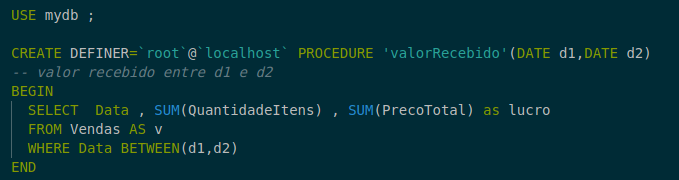 USE mydb ;
CREATE DEFINER=`root`@`localhost` PROCEDURE 'valorRecebido'(DATE d1,DATE d2)
-- valor recebido entre d1 e d2
BEGIN
SELECT  Data , SUM(QuantidadeItens) , SUM(PrecoTotal) as lucro
FROM Vendas AS v
WHERE Data BETWEEN(d1,d2)
END